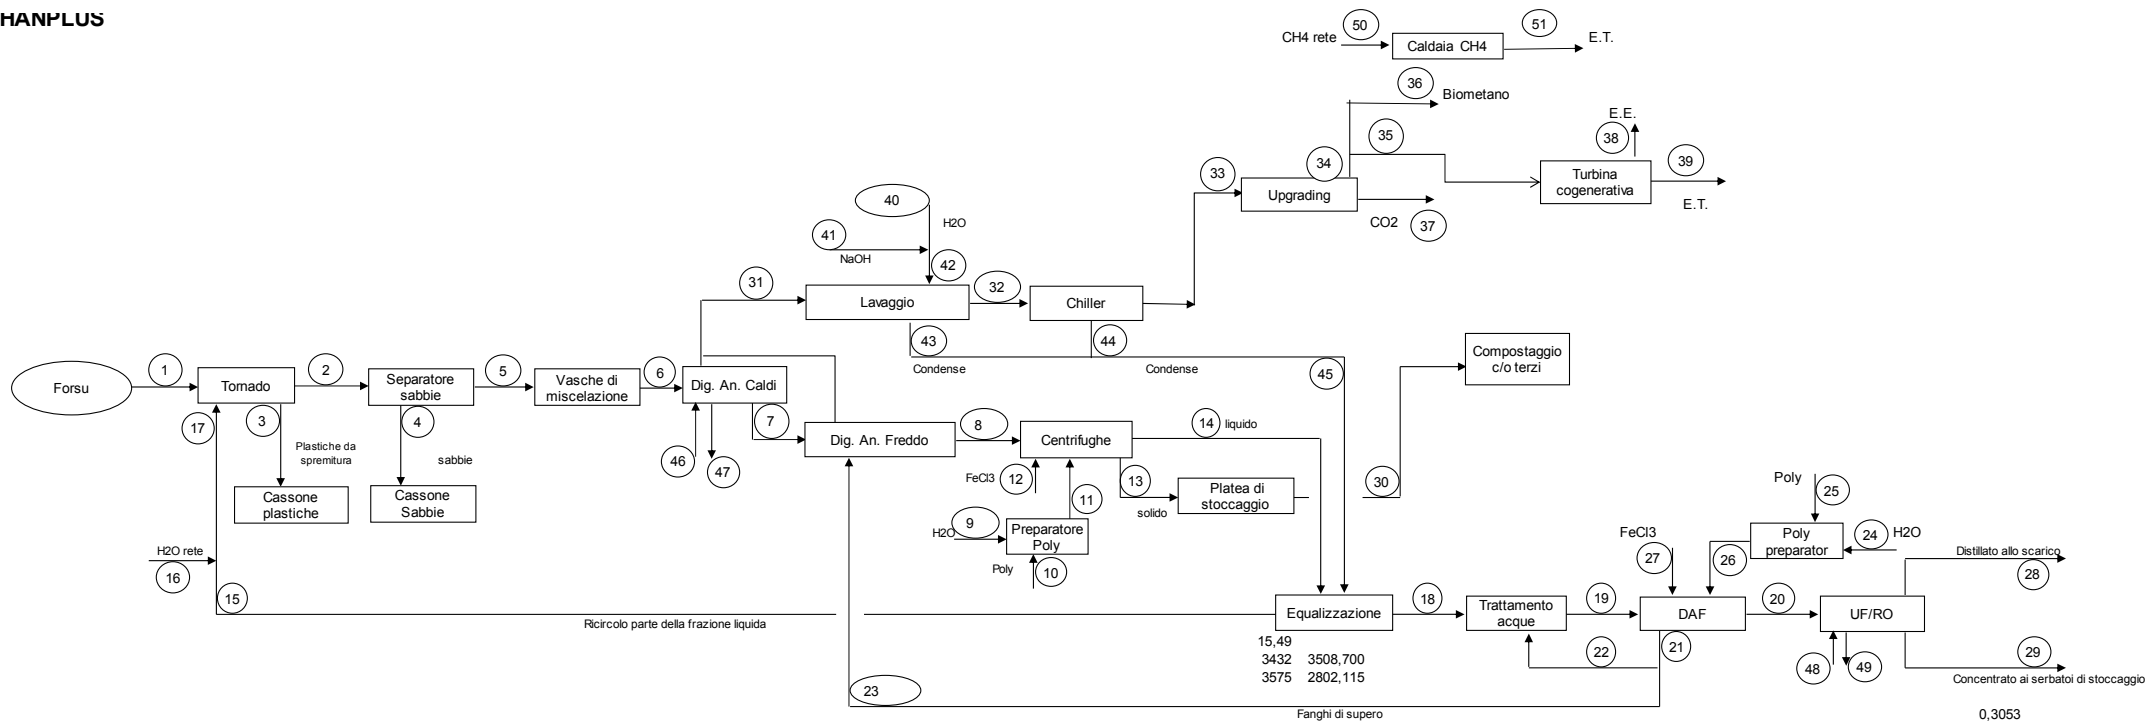 HANPLUS
50
51
CH4 rete
Caldaia CH4
E.T.
36
Biometano
35
E.E.
38
39
Turbina
cogenerativa
E.T.
33
34
Upgrading
CO2
37
40
H2O
41
NaOH
42
31
Lavaggio
32
Chiller
43
44
Condense
Condense
45
Compostaggio
c/o terzi
Forsu
1
Tornado
2
Separatore
sabbie
5
Vasche di
miscelazione
6
Dig. An. Caldi
7
17
3
4
Plastiche da
spremitura
sabbie
46
47
Cassone
plastiche
Cassone
Sabbie
Dig. An. Freddo
8
Centrifughe
14
liquido
FeCl3
12
11
13
solido
Platea di
stoccaggio
30
H2O
9
Preparatore
Poly
Poly
10
Poly
25
FeCl3
27
Poly
preparator
24
H2O
26
Distillato allo scarico
28
H2O rete
16
15
Ricircolo parte della frazione liquida
Equalizzazione
18
Trattamento
acque
19
DAF
20
UF/RO
15,49
3432 3508,700
3575 2802,115
22
21
48
49
29
Concentrato ai serbatoi di stoccaggio
23
Fanghi di supero
0,3053